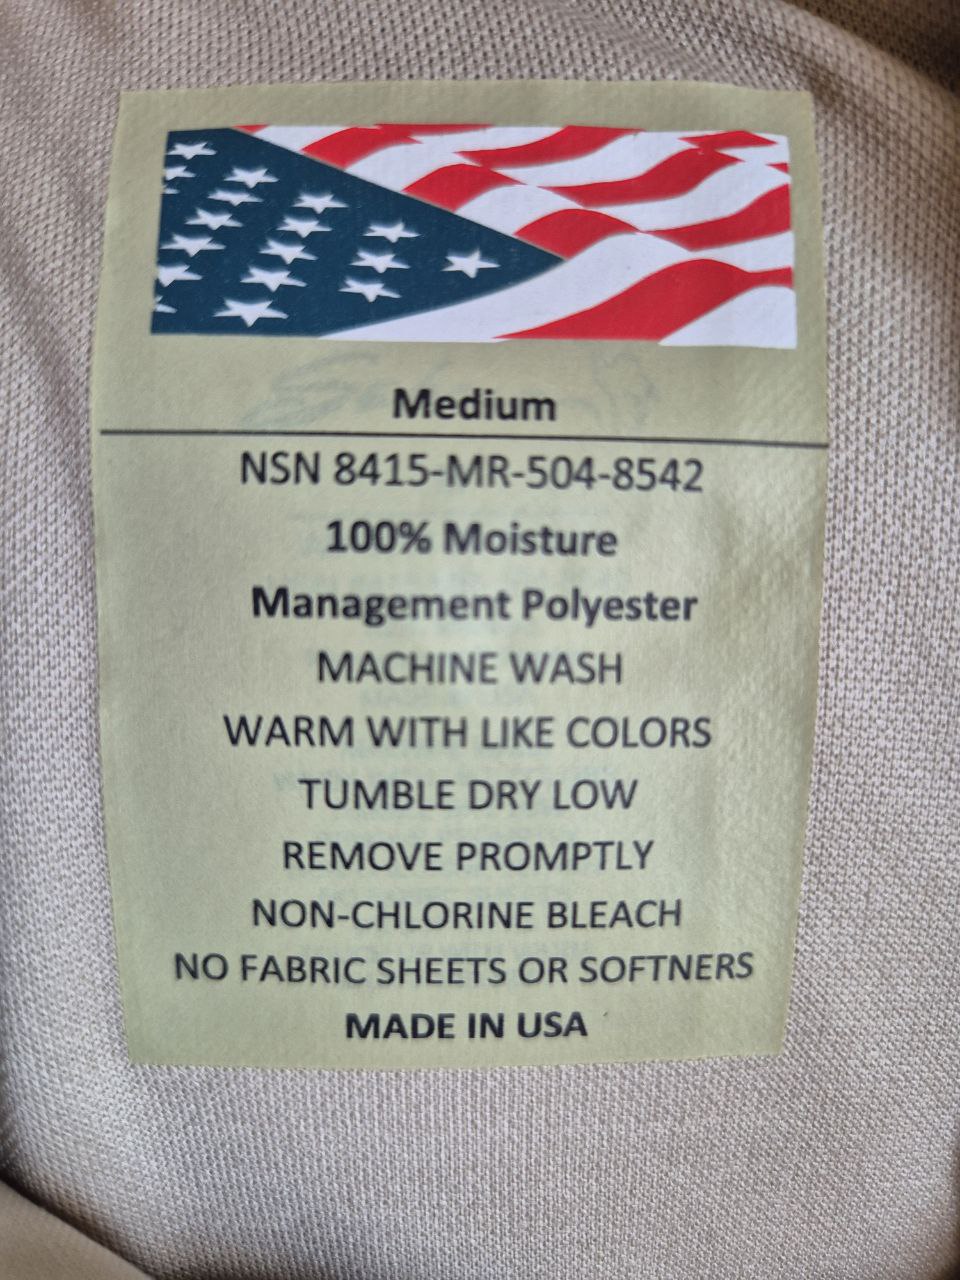 Medium
NSN 8415-MR-504-8542
100% Moisture
Management Polyester
MACHINE WASH
WARM WITH LIKE COLORS
TUMBLE DRY LOW
REMOVE PROMPTLY
NON-CHLORINE BLEACH
NO FABRIC SHEETS OR SOFTNERS
MADE IN USA